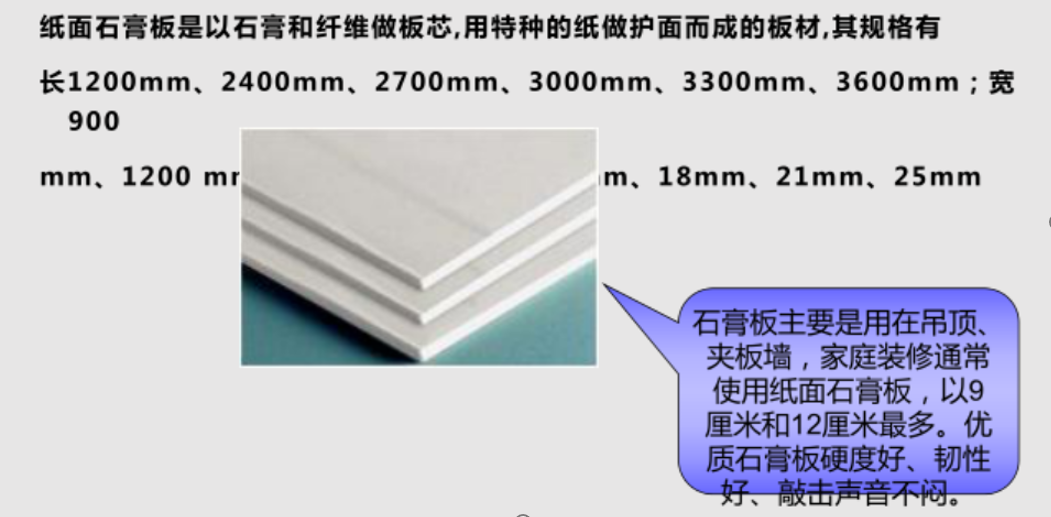 纸面石膏板是以石膏和纤维做板芯,用特种的纸做护面而成的板材,其规格有
长1200mm、2400mm、2700mm、3000mm、3300mm、3600mm；宽
900
mm、1200 m
m、18mm、21mm、25mm
石膏板主要是用在吊顶、
夹板墙，家庭装修通常
使用纸面石膏板，以9
厘米和12厘米最多。优
质石膏板硬度好、韧性
好、敲击声音不闷。